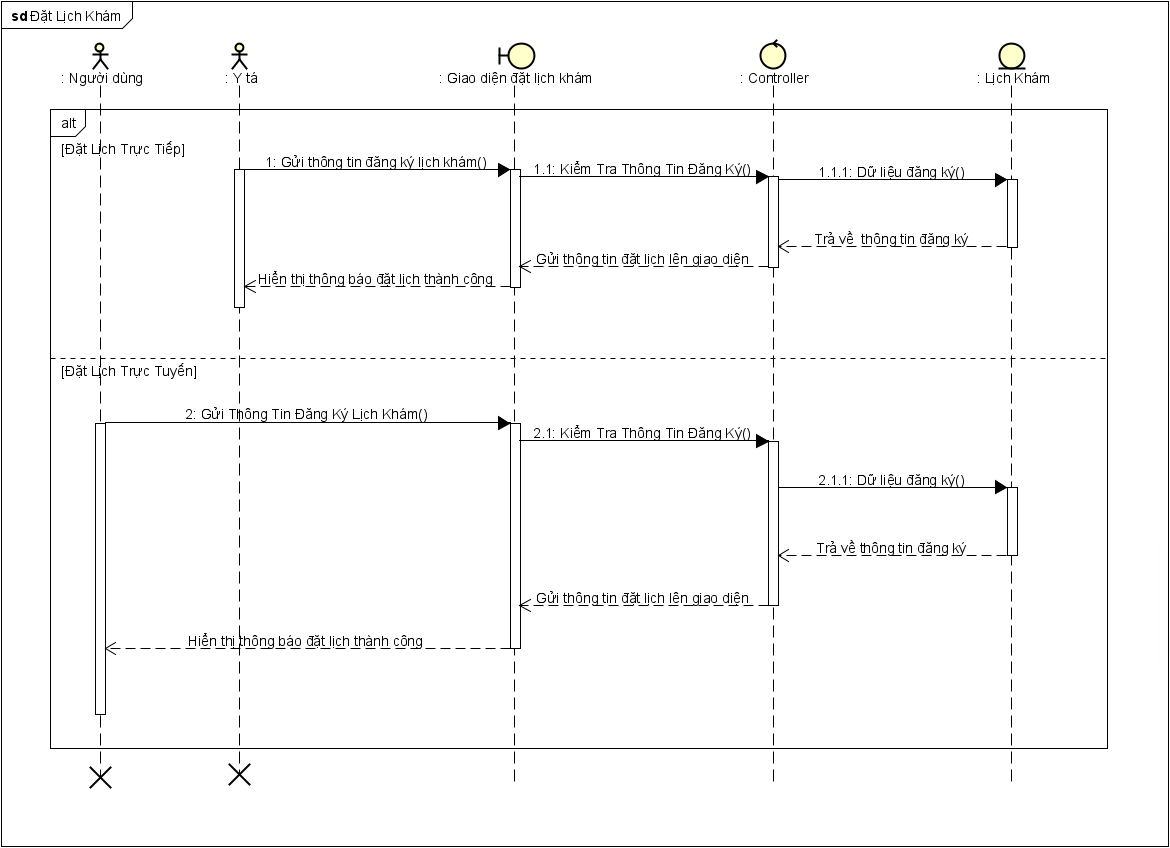 sd Đặt Lịch Khám
: Người dùng
: Y tá
: Giao diện đặt lịch khám
: Controller
: Lịch Khám
alt
[Đặt Lịch Trực Tiếp]
1: Gửi thông tin đăng ký lịch khám()
1.1: Kiểm Tra Thông Tin Đăng Ký()
1.1.1: Dữ liệu đăng ký()
Trả về thông tin đăng ký
Gửi thông tin đặt lịch lên giao diện
Hiển thị thông báo đặt lịch thành công
[Đặt Lịch Trực Tuyến]
2: Gửi Thông Tin Đăng Ký Lịch Khám()
2.1: Kiểm Tra Thông Tin Đăng Ký()
2.1.1: Dữ liệu đăng ký()
Trả về thông tin đăng ký
Gửi thông tin đặt lịch lên giao diện
Hiển thị thông báo đặt lịch thành công